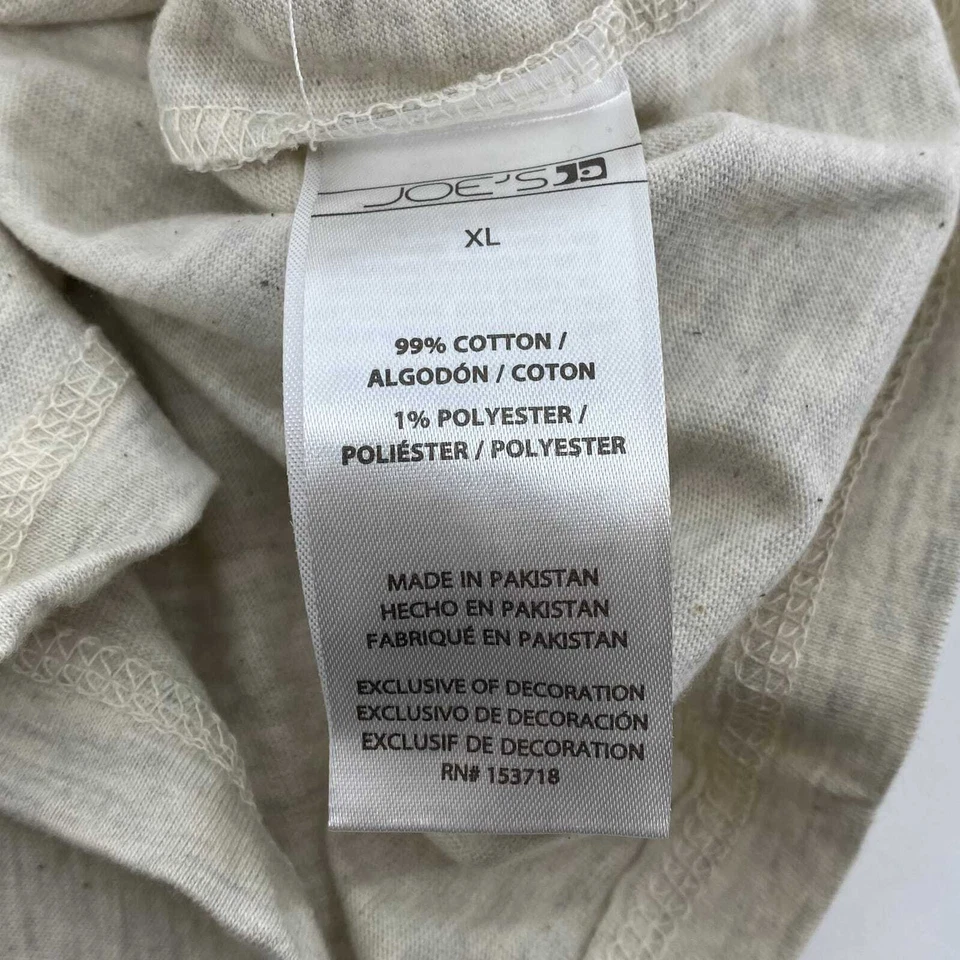 JOE'S
XL
99% COTTON /
ALGODÓN / COTON
1% POLYESTER /
POLIÉSTER / POLYESTER
MADE IN PAKISTAN
HECHO EN PAKISTAN
FABRIQUÉ EN PAKISTAN
EXCLUSIVE OF DECORATION
EXCLUSIVO DE DECORACIÓN
EXCLUSIF DE DECORATION
RN# 153718